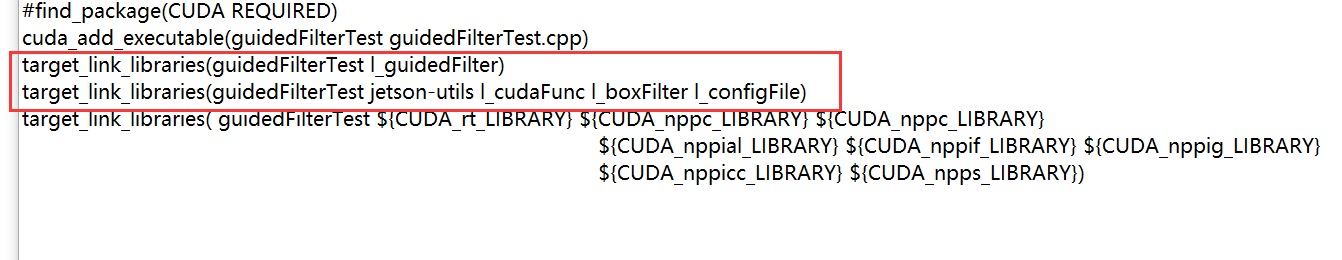 #find_package(CUDA REQUIRED)
cuda_add_executable(guidedFilterTest guidedFilterTest.cpp)
target_link_libraries(guidedFilterTest l_guidedFilter)
target_link_libraries(guidedFilterTest jetson-utils l_cudaFunc l_boxFilter l_configFile)
target_link_libraries( guidedFilterTest ${CUDA_rt_LIBRARY} ${CUDA_nppc_LIBRARY} ${CUDA_nppc_LIBRARY}
${CUDA_nppial_LIBRARY} ${CUDA_nppif_LIBRARY} ${CUDA_nppig_LIBRARY}
${CUDA_nppicc_LIBRARY} ${CUDA_npps_LIBRARY})